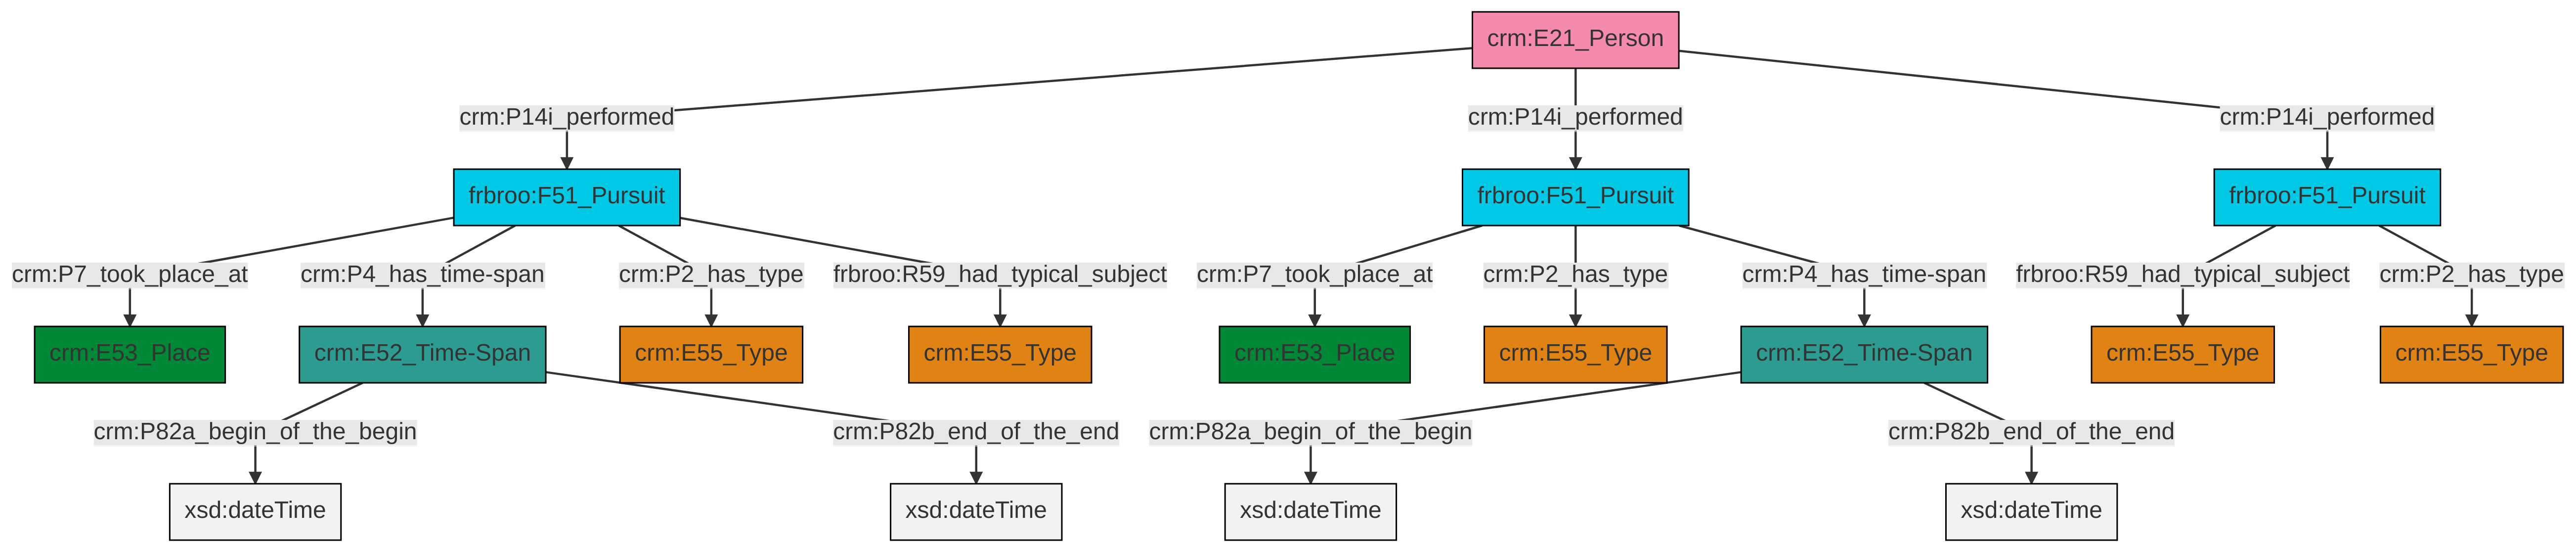 crm:E21_Person
crm:P14i_performed
crm:P14i_performed
crm:P14i_performed
frbroo:F51_Pursuit
frbroo:F51_Pursuit
frbroo:F51_Pursuit
crm:P7_took_place_at
crm:P4_has_time-span
crm:P2_has_type
frbroo:R59_had_typical_subject
crm:P7_took_place_at
crm:P2_has_type
crm:P4_has_time-span
frbroo:R59_had_typical_subject
crm:P2_has_type
crm:E53_Place
crm:E52_Time-Span
crm:E55_Type
crm:E55_Type
crm:E53_Place
crm:E55_Type
crm:E52_Time-Span
crm:E55_Type
crm:E55_Type
crm:P82a_begin_of_the_begin
crm:P82b_end_of_the_end
crm:P82a_begin_of_the_begin
crm:P82b_end_of_the_end
xsd:dateTime
xsd:dateTime
xsd:dateTime
xsd:dateTime